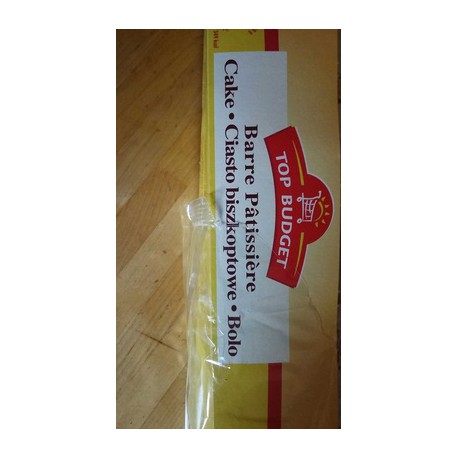 TOP BUDGET
Barre Pâtissière
Cake • Ciasto biszkoptowe • Bolo